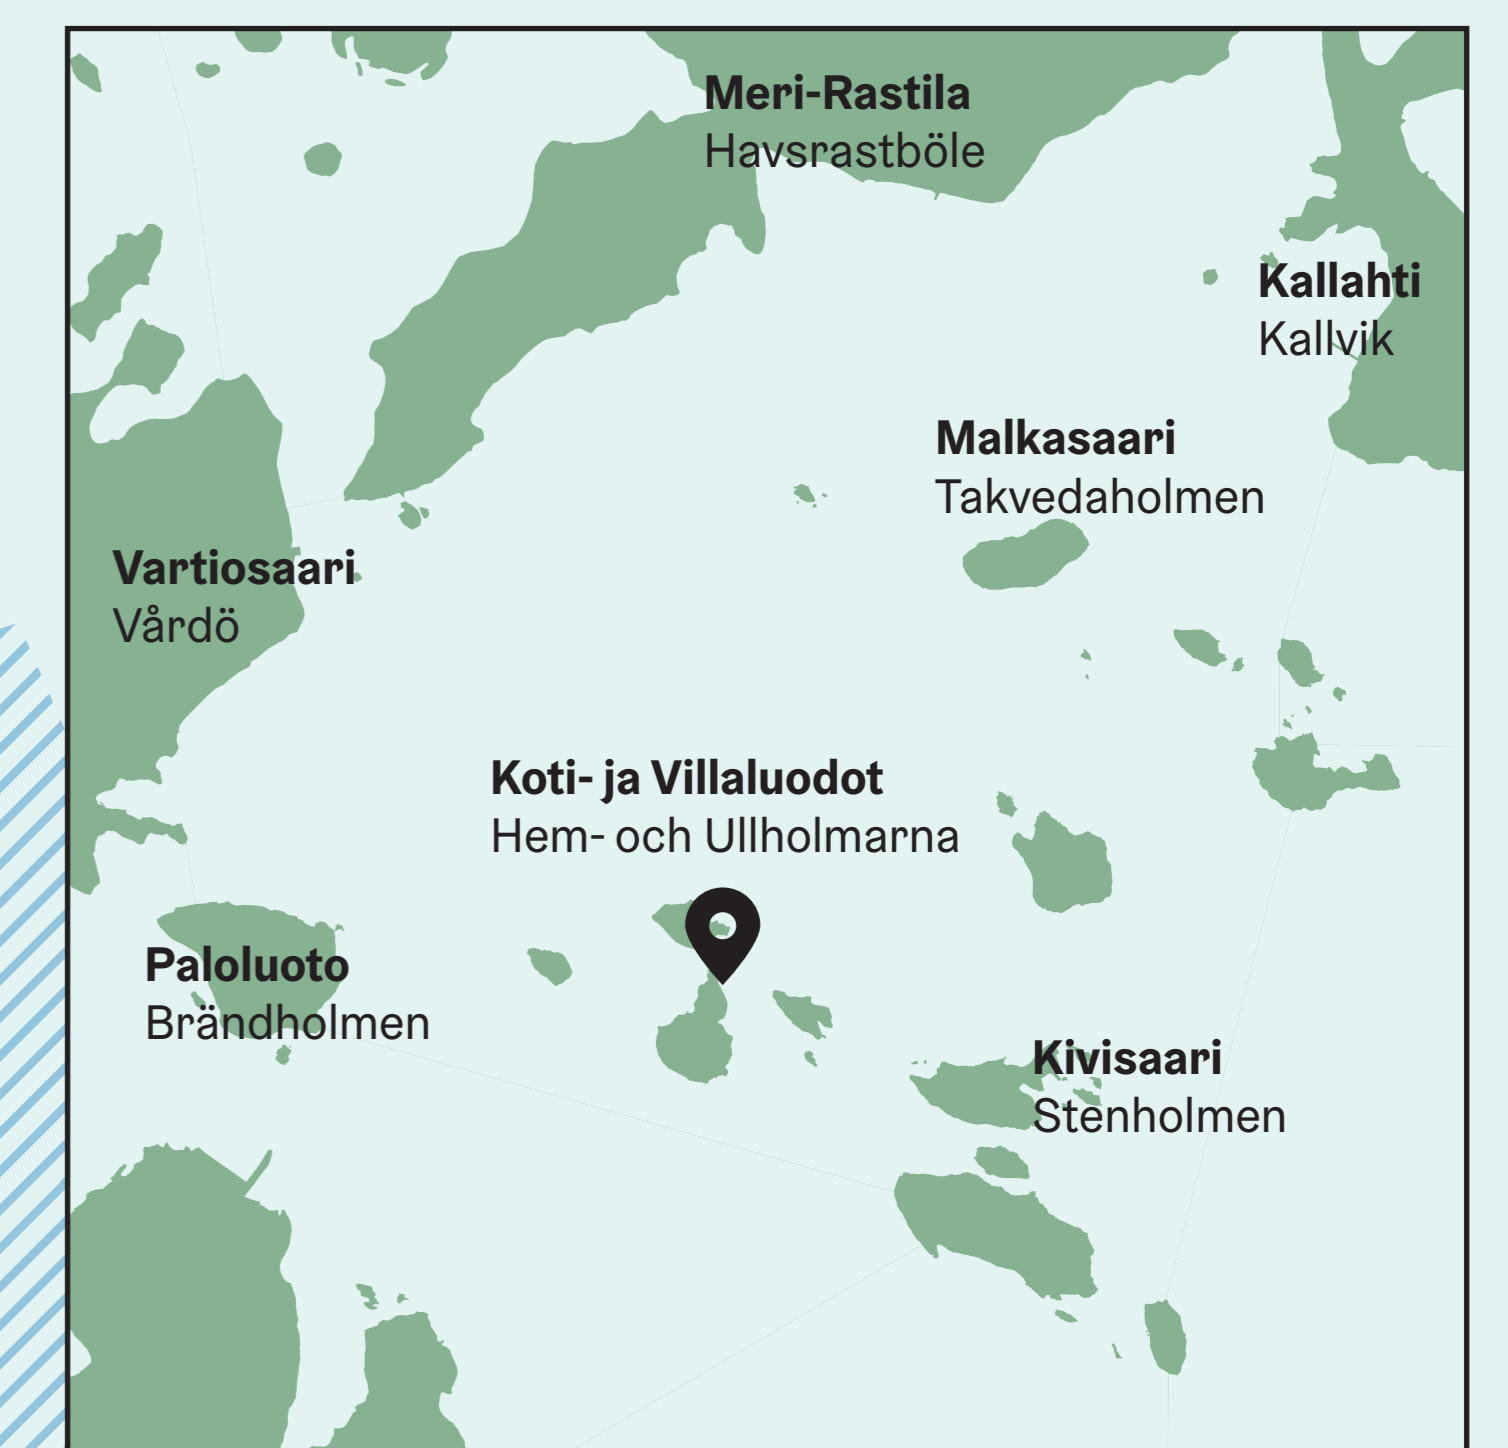 Meri-Rastila
Havsrastböle
Kallahti
Kallvik
Malkasaari
Takvedaholmen
Vartiosaari
Vårdö
Koti- ja Villaluodot
Hem- och Ullholmarna
Paloluoto
Brändholmen
Kivisaari
Stenholmen